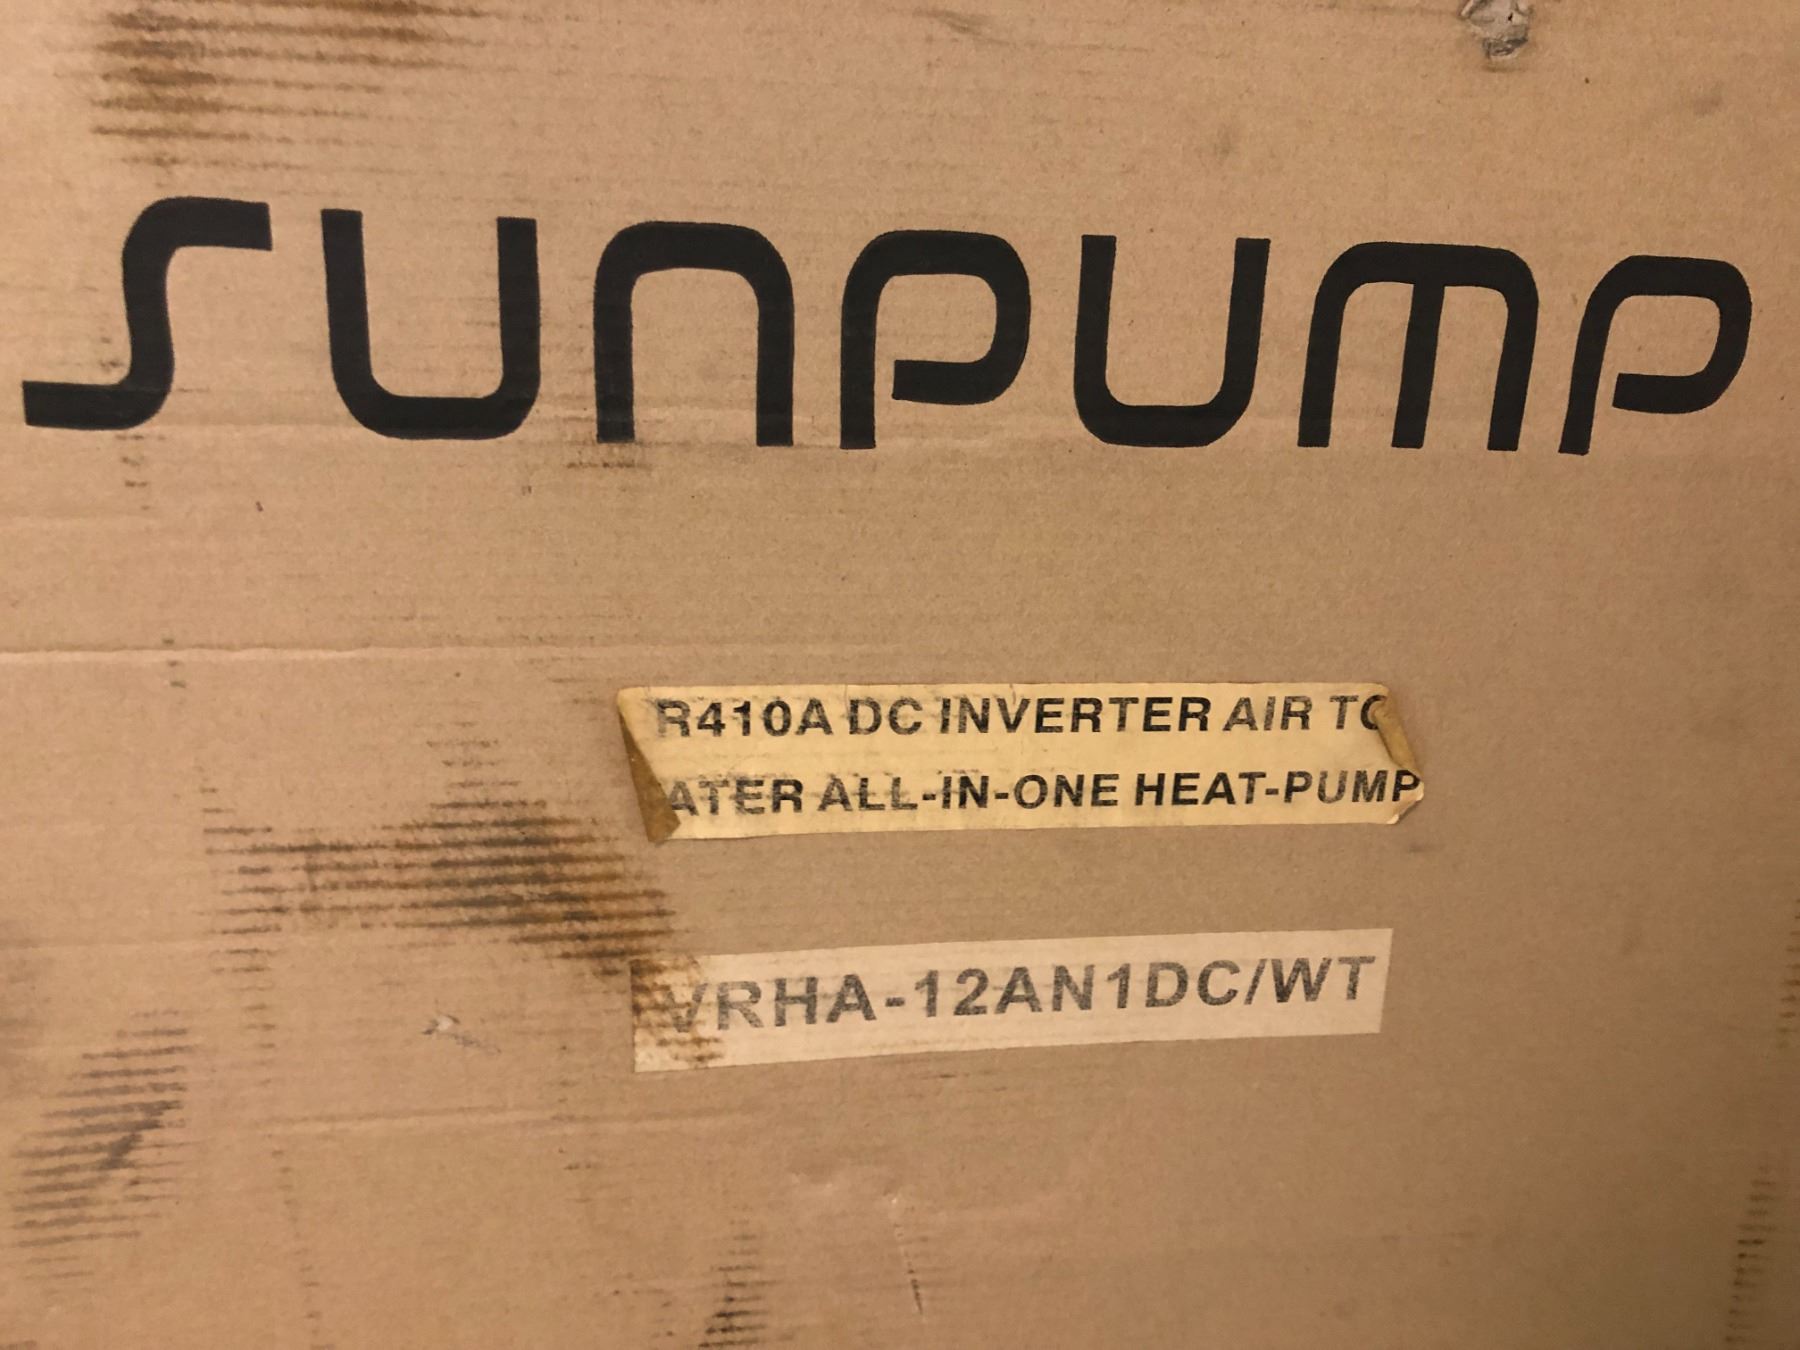 SUNPUMP
R410A DC INVERTER AIR TO
ATER ALL-IN-ONE HEAT-PUMP
VRHA-12AN1DC/WT